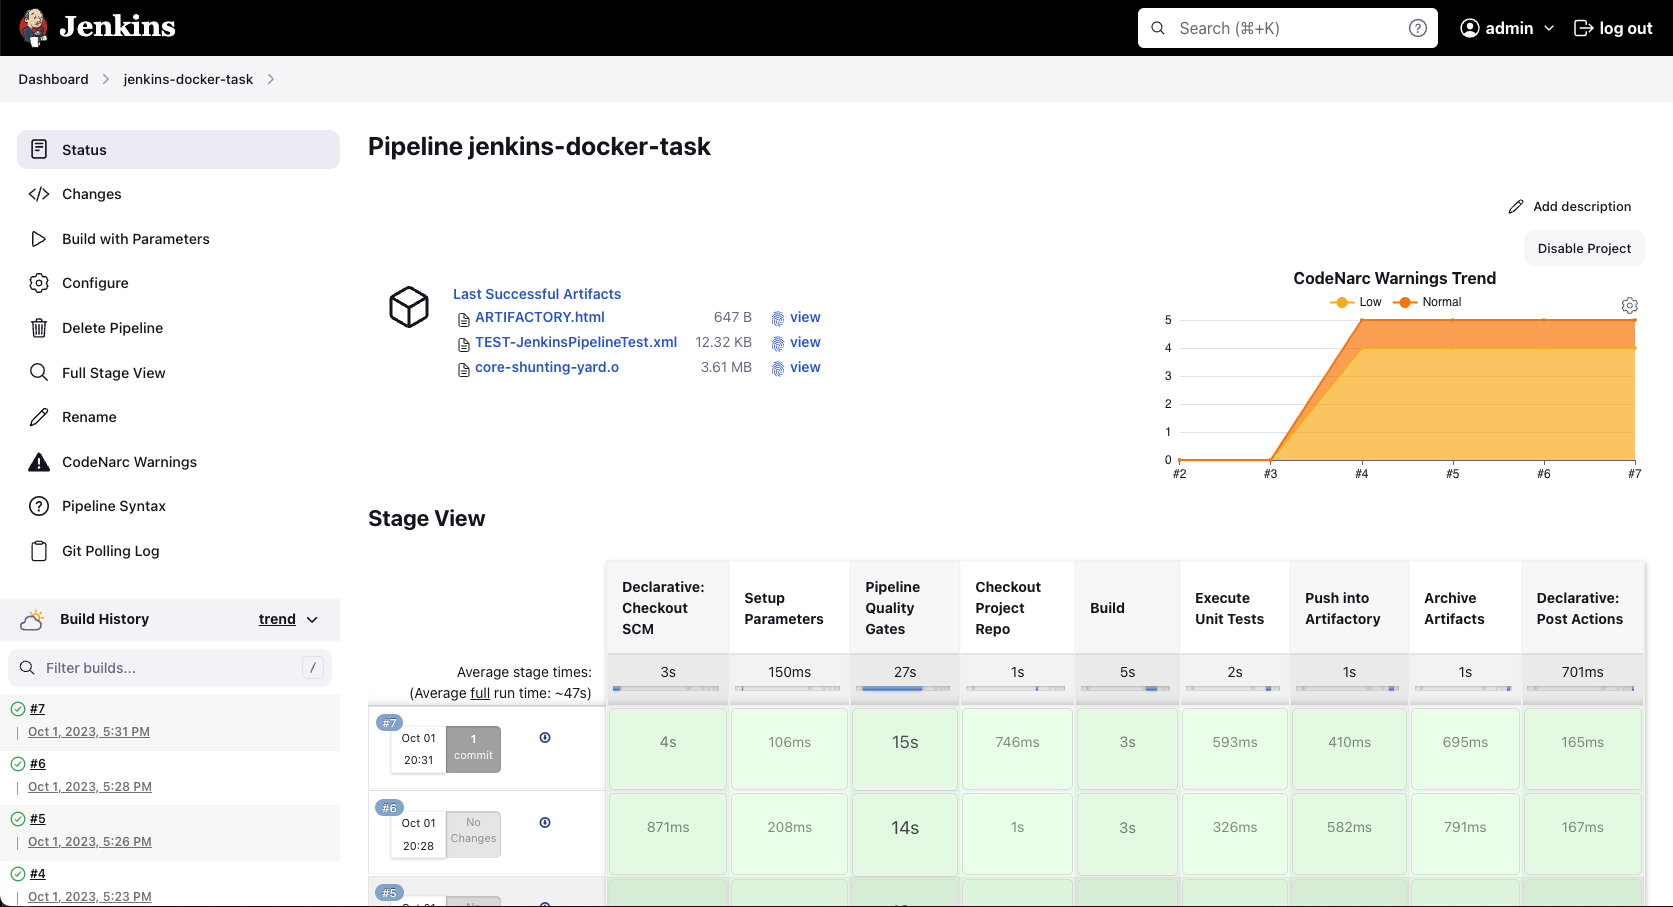 Jenkins
Search (⌘+K)
admin
log out
Dashboard
jenkins-docker-task
Status
Changes
Build with Parameters
Configure
Delete Pipeline
Full Stage View
Rename
CodeNarc Warnings
Pipeline Syntax
Git Polling Log
Build History trend
Filter builds... /
#7
Oct 1, 2023, 5:31 PM
#6
Oct 1, 2023, 5:28 PM
#5
Oct 1, 2023, 5:26 PM
#4
Oct 1, 2023, 5:23 PM
Pipeline jenkins-docker-task
Add description
Disable Project
Last Successful Artifacts
ARTIFACTORY.html 647 B view
TEST-JenkinsPipelineTest.xml 12.32 KB view
core-shunting-yard.o 3.61 MB view
CodeNarc Warnings Trend
Low Normal
5
4
3
2
1
0
#2 #3 #4 #5 #6 #7
Stage View
Declarative: Checkout SCM
Setup Parameters
Pipeline Quality Gates
Checkout Project Repo
Build
Execute Unit Tests
Push into Artifactory
Archive Artifacts
Declarative: Post Actions
Average stage times:
(Average full run time: ~47s)
3s 150ms 27s 1s 5s 2s 1s 1s 701ms
#7
Oct 01
20:31
1
commit
4s 106ms 15s 746ms 3s 593ms 410ms 695ms 165ms
#6
Oct 01
20:28
No
Changes
871ms 208ms 14s 1s 3s 326ms 582ms 791ms 167ms
#5
Oct 01
No